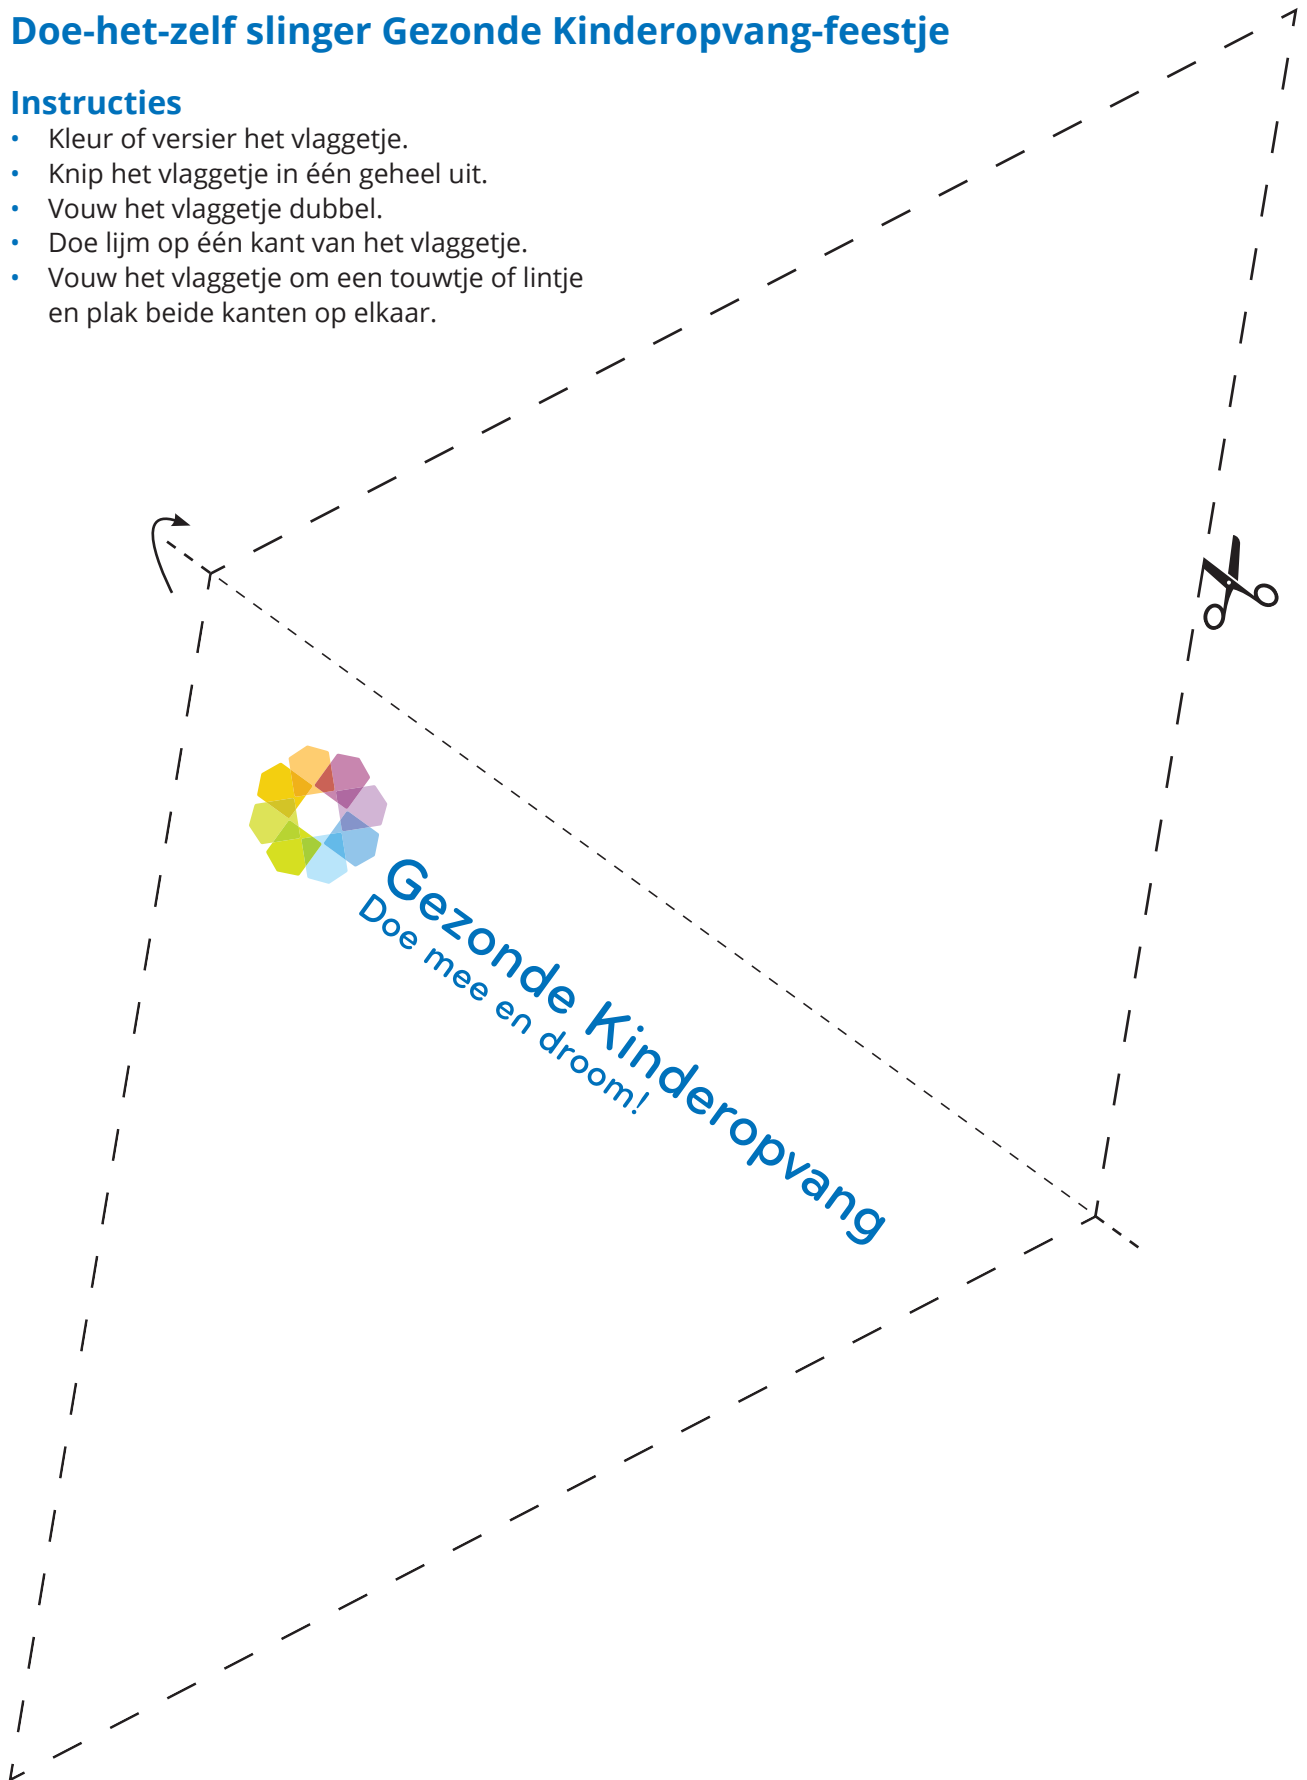 Doe-het-zelf slinger Gezonde Kinderopvang-feestje
Instructies
• Kleur of versier het vlaggetje.
• Knip het vlaggetje in één geheel uit.
• Vouw het vlaggetje dubbel.
• Doe lijm op één kant van het vlaggetje.
• Vouw het vlaggetje om een touwtje of lintje
en plak beide kanten op elkaar.
Gezonde Kinderopvang
Doe mee en droom!